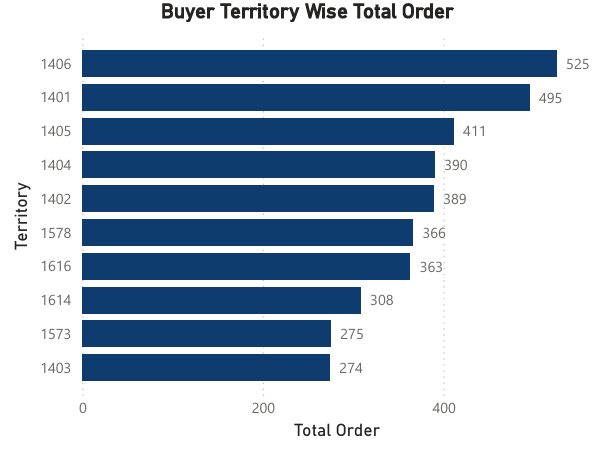 Buyer Territory Wise Total Order
Territory
1406 525
1401 495
1405 411
1404 390
1402 389
1578 366
1616 363
1614 308
1573 275
1403 274
0 200 400
Total Order